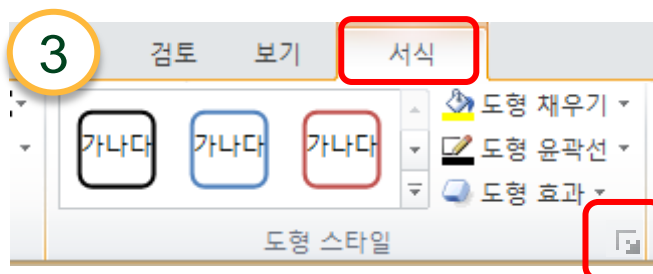 3 검토 보기 서식
가나다 가나다 가나다 도형 채우기
도형 윤곽선
도형 효과
도형 스타일